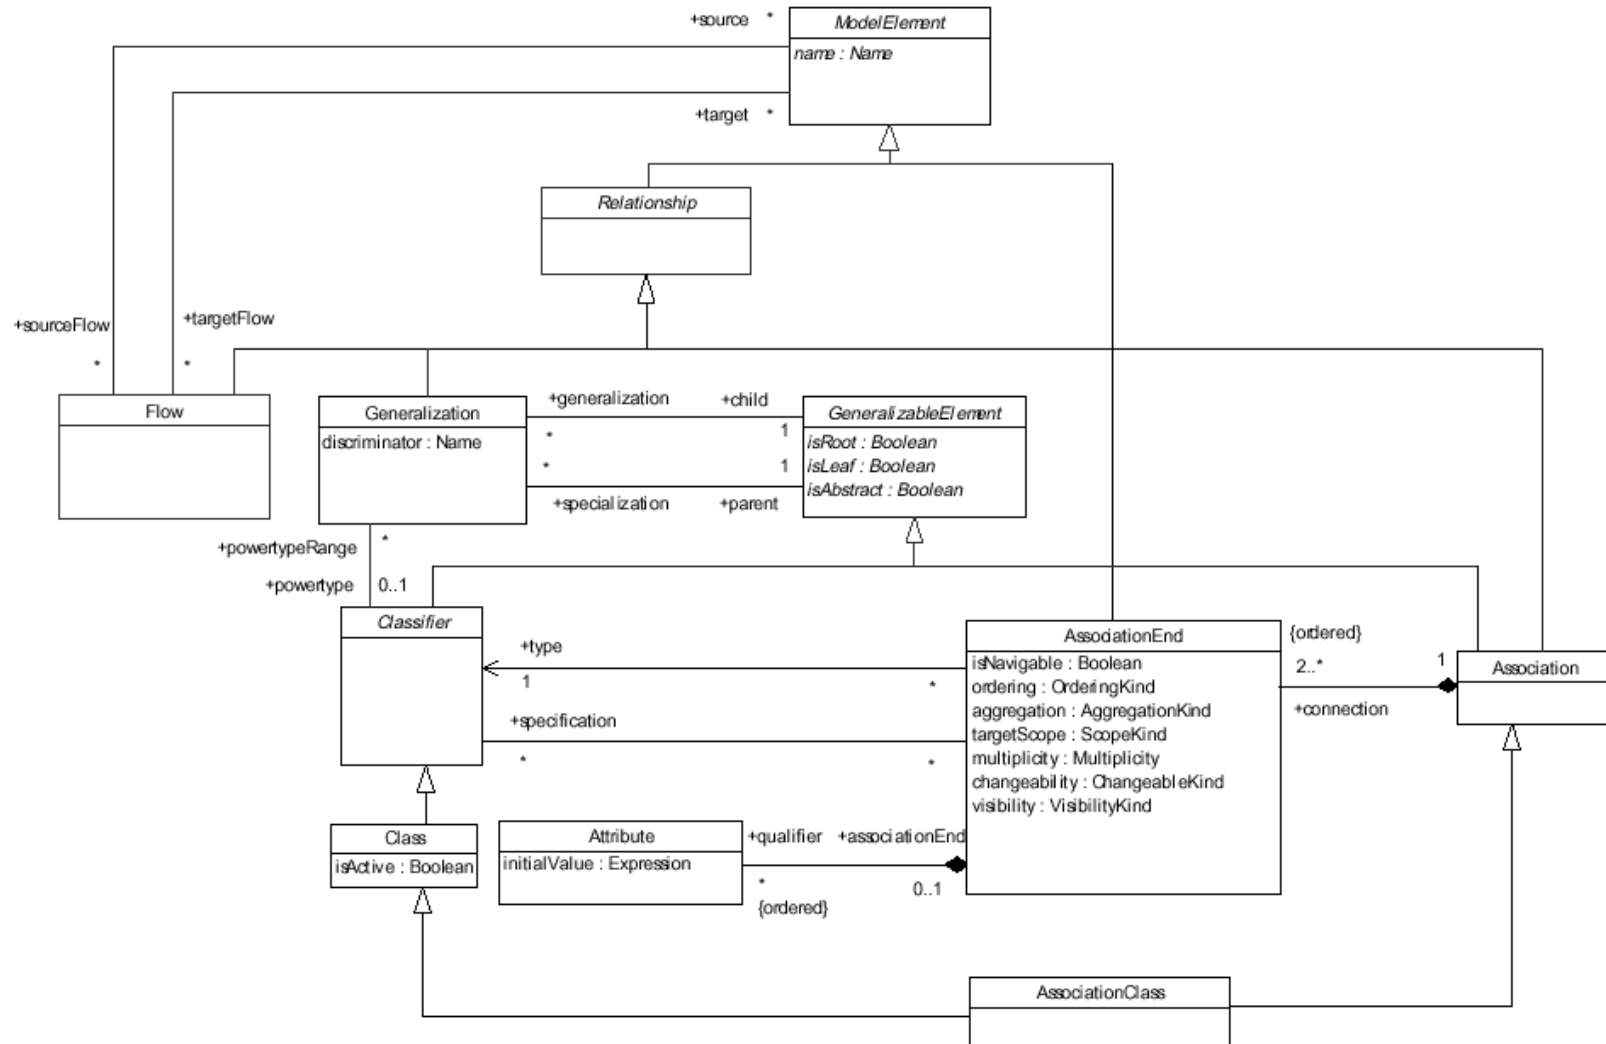 +source *
ModelElement
name : Name
+target *
Relationship
+sourceFlow
+targetFlow
* *
Flow
Generalization
discriminator : Name
+generalization +child
* 1
* 1
+specialization +parent
GeneralizableElement
isRoot : Boolean
isLeaf : Boolean
isAbstract : Boolean
+powertypeRange *
+powertype 0..1
Classifier
+type
1 *
+specification
* *
AssociationEnd
isNavigable : Boolean
ordering : OrderingKind
aggregation : AggregationKind
targetScope : ScopeKind
multiplicity : Multiplicity
changeability : ChangeableKind
visibility : VisibilityKind
{ordered}
2..* 1
+connection
Association
Class
isActive : Boolean
Attribute
initialValue : Expression
+qualifier +associationEnd
* 0..1
{ordered}
AssociationClass